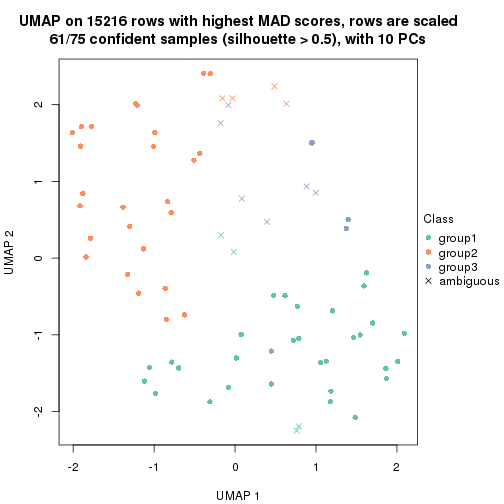 UMAP on 15216 rows with highest MAD scores, rows are scaled
61/75 confident samples (silhouette > 0.5), with 10 PCs
2
1
0
-1
-2
UMAP 2
-2
-1
0
1
2
UMAP 1
Class
group1
group2
group3
ambiguous